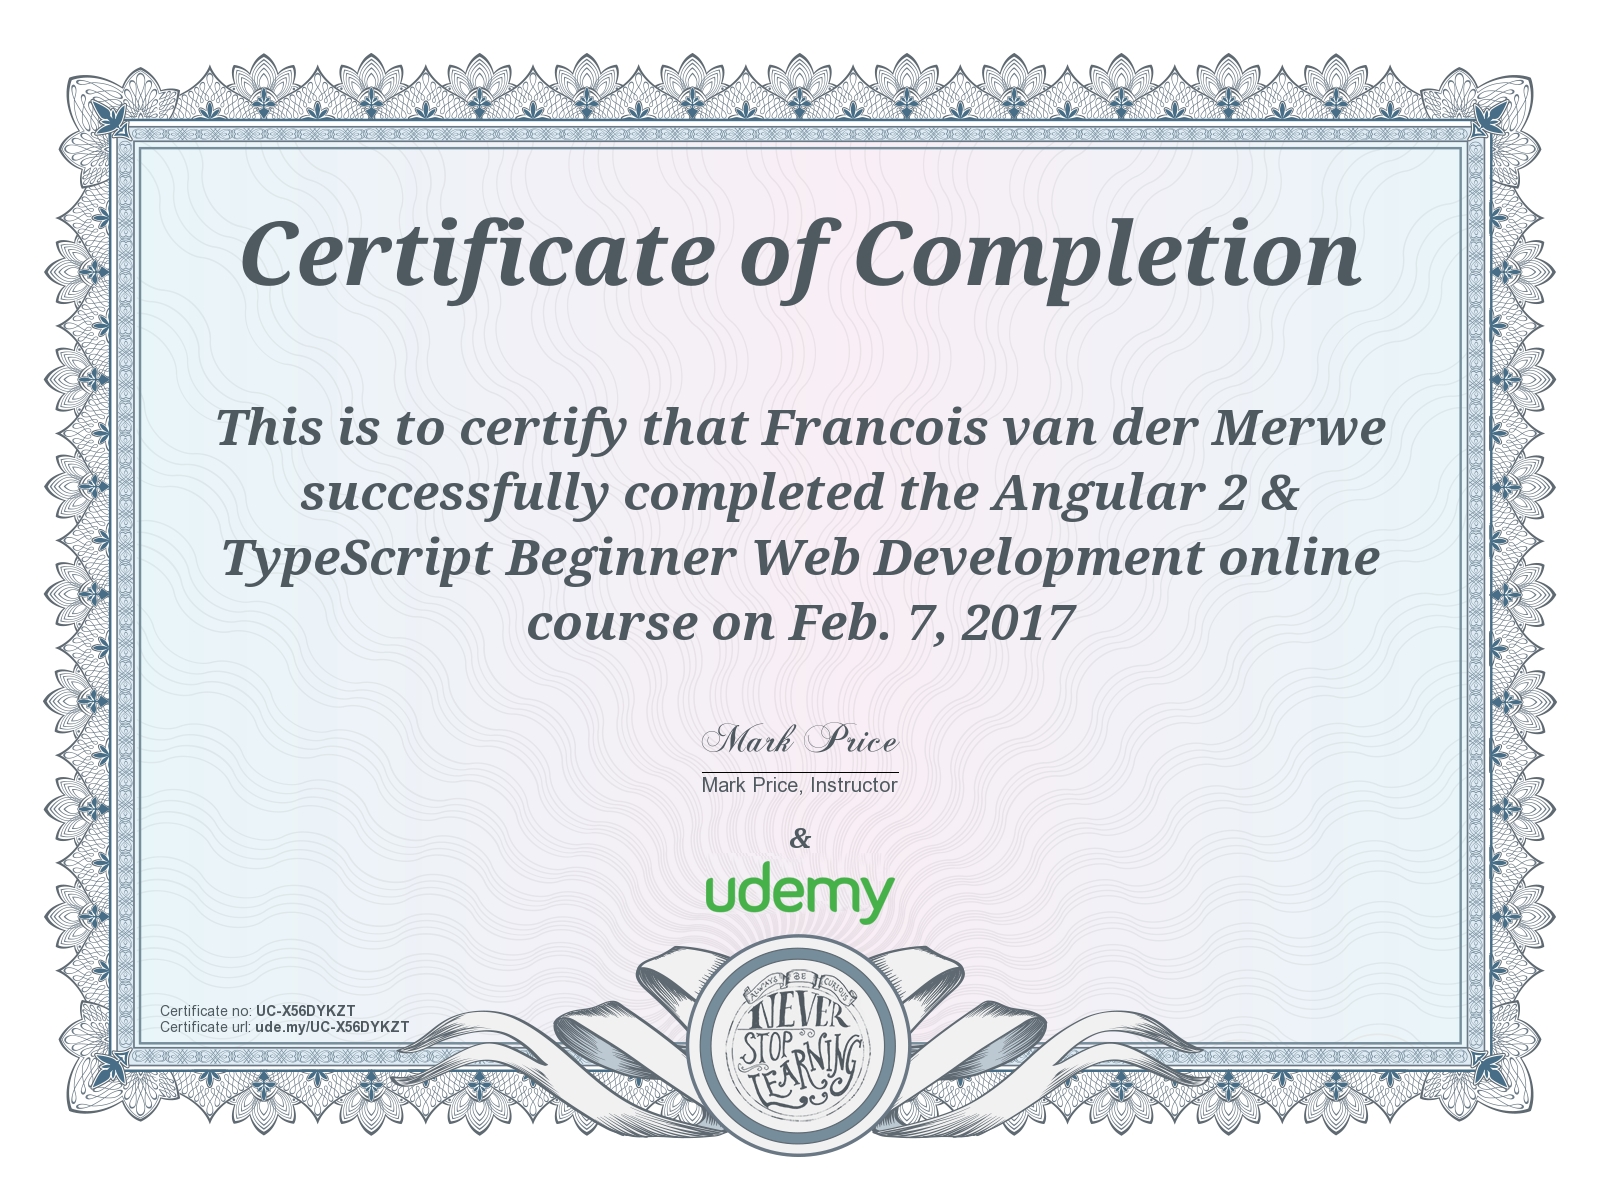 Certificate of Completion
This is to certify that Francois van der Merwe
successfully completed the Angular 2 &
TypeScript Beginner Web Development online
course on Feb. 7, 2017
Mark Price
Mark Price, Instructor
&
udemy
Certificate no: UC-X56DYKZT
Certificate url: ude.my/UC-X56DYKZT
ALWAYS BE CURIOUS
NEVER
STOP
LEARNING